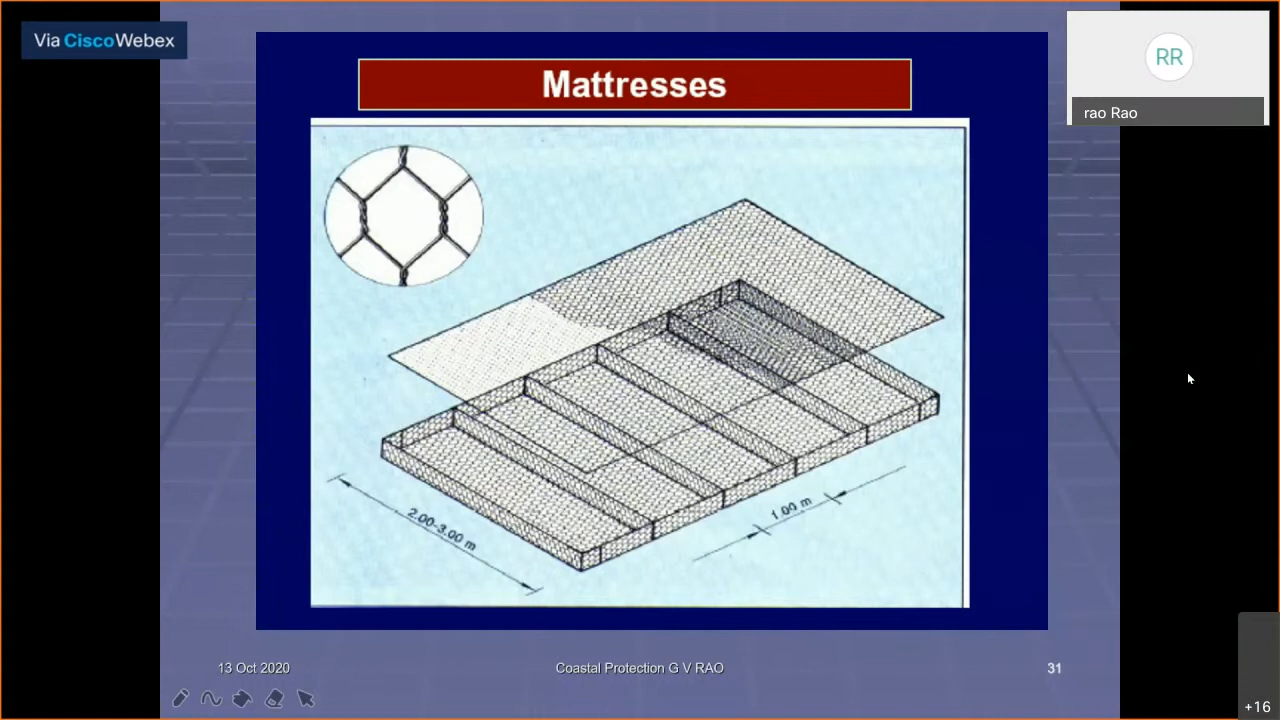 Via CiscoWebex
Mattresses
RR
rao Rao
2.00-3.00 m
1.00 m
13 Oct 2020
Coastal Protection G V RAO
31
+16